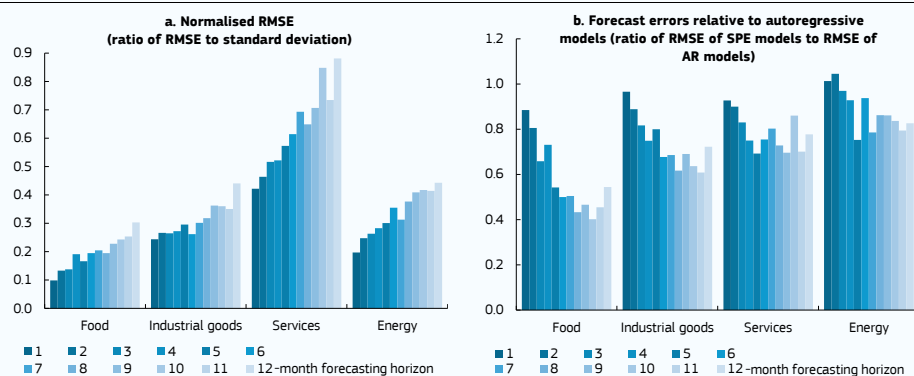 a. Normalised RMSE
(ratio of RMSE to standard deviation)
0.9
0.8
0.7
0.6
0.5
0.4
0.3
0.2
0.1
0.0
Food Industrial goods Services Energy
1 2 3 4 5 6
7 8 9 10 11 12-month forecasting horizon
b. Forecast errors relative to autoregressive
models (ratio of RMSE of SPE models to RMSE of
AR models)
1.2
1.0
0.8
0.6
0.4
0.2
0.0
Food Industrial goods Services Energy
1 2 3 4 5 6
7 8 9 10 11 12-month forecasting horizon